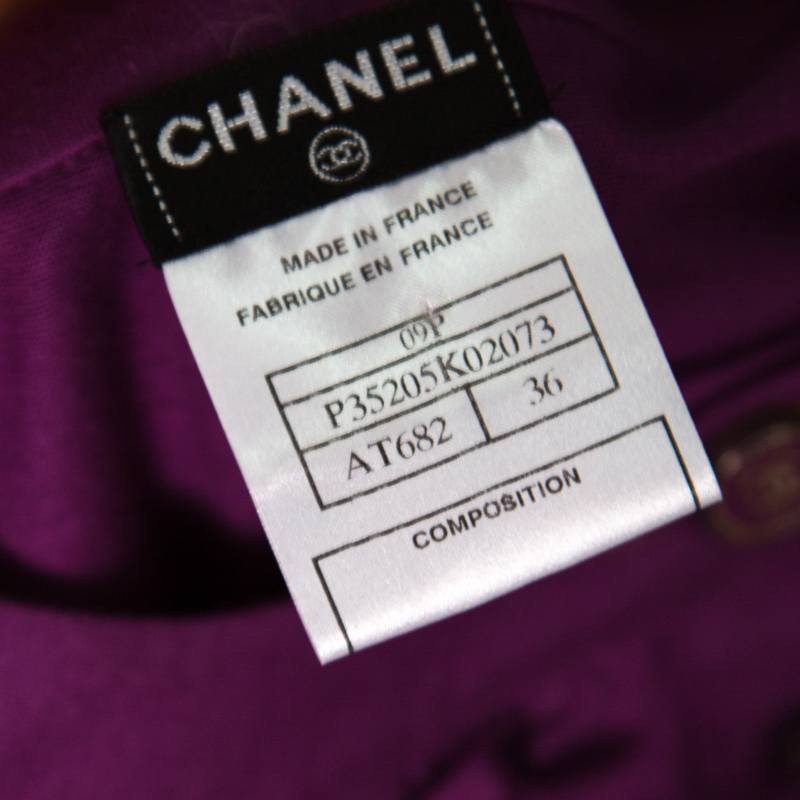 CHANEL
MADE IN FRANCE
FABRIQUE EN FRANCE
09P
P35205K02073
AT682 36
COMPOSITION